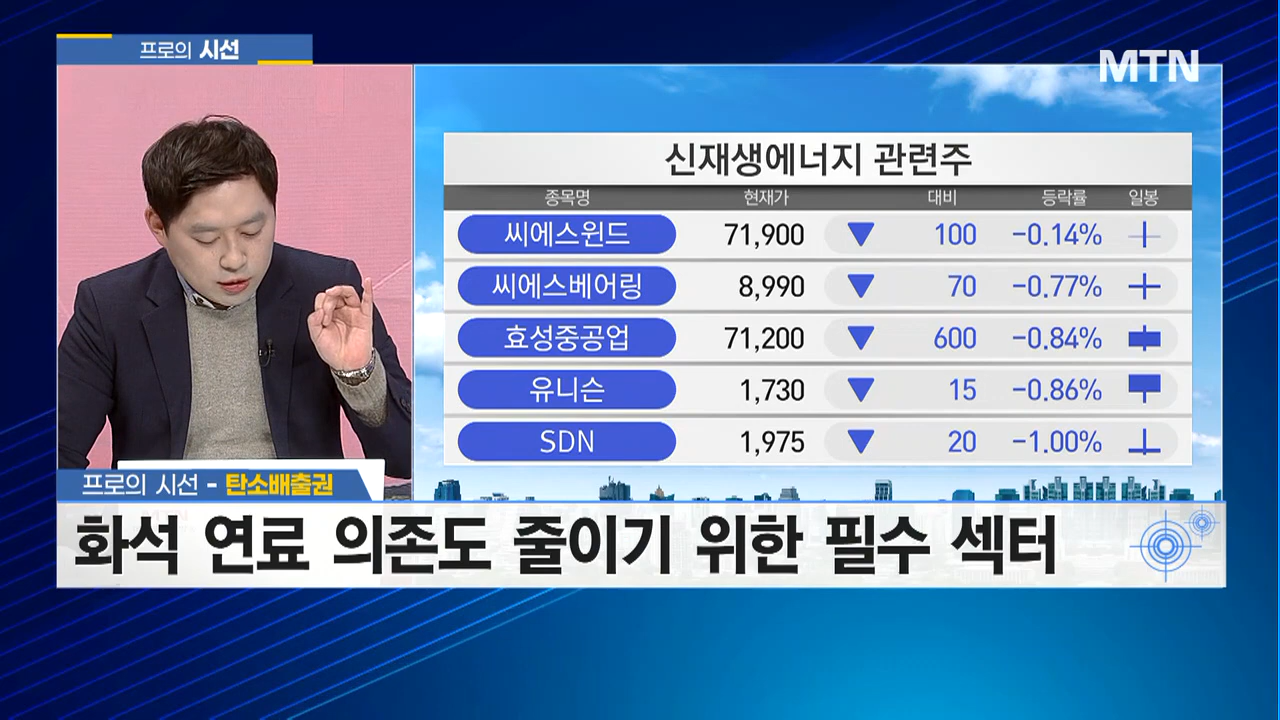 프로의 시선
MTN
신재생에너지 관련주
종목명 현재가 대비 등락률 일봉
씨에스윈드 71,900 ▼ 100 -0.14%
씨에스베어링 8,990 ▼ 70 -0.77%
효성중공업 71,200 ▼ 600 -0.84%
유니슨 1,730 ▼ 15 -0.86%
SDN 1,975 ▼ 20 -1.00%
프로의 시선 - 탄소배출권
화석 연료 의존도 줄이기 위한 필수 섹터